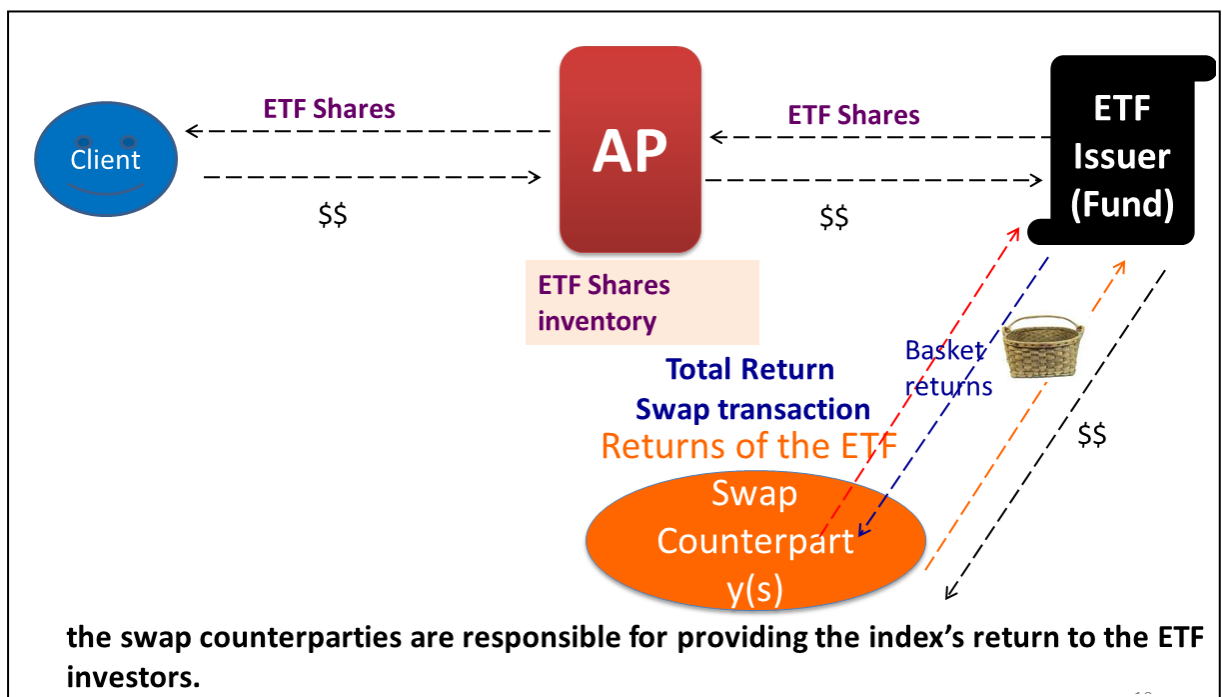 ETF Shares
Client
$$
AP
ETF Shares
$$
ETF
Issuer
(Fund)
ETF Shares
inventory
Total Return
Swap transaction
Returns of the ETF
Basket
returns
$$
Swap
Counterpart
y(s)
the swap counterparties are responsible for providing the index’s return to the ETF
investors.